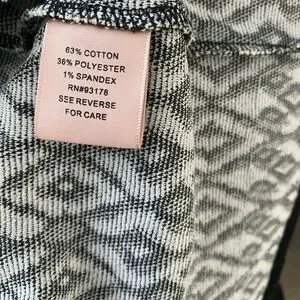 63% COTTON
36% POLYESTER
1% SPANDEX
RN#93178
SEE REVERSE
FOR CARE